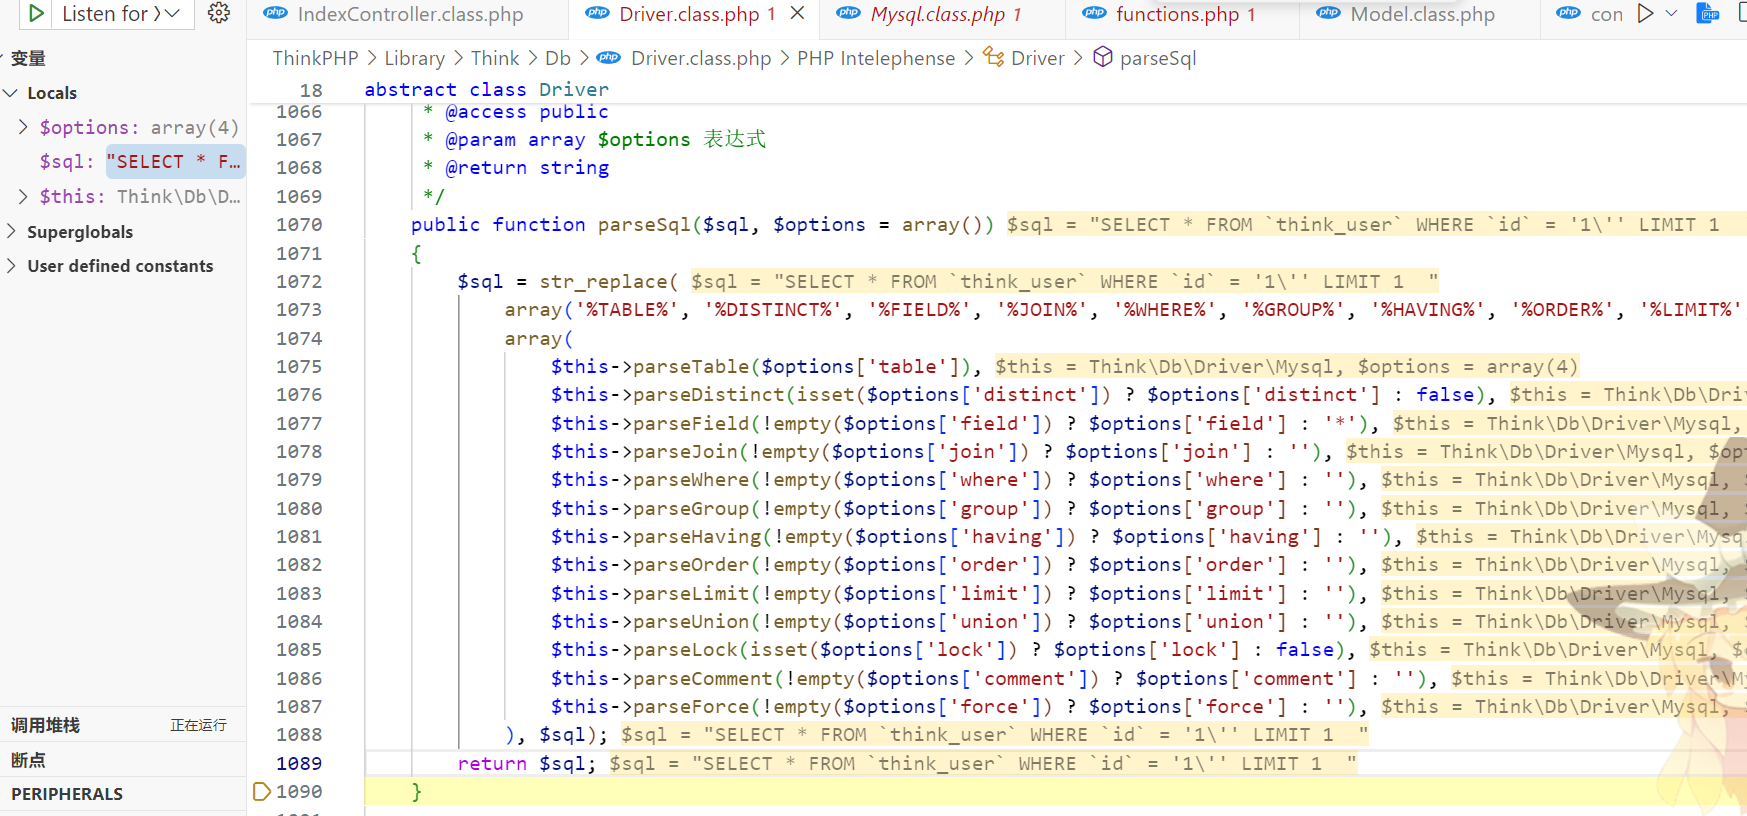 Listen for X
IndexController.class.php
Driver.class.php 1
Mysql.class.php 1
functions.php 1
Model.class.php
con
变量
ThinkPHP > Library > Think > Db > Driver.class.php > PHP Intelephense > Driver > parseSql
Locals
18 abstract class Driver
$options: array(4)
$sql: "SELECT * F…
$this: Think\Db\D…
Superglobals
User defined constants
调用堆栈 正在运行
断点
PERIPHERALS
1066 * @access public
1067 * @param array $options 表达式
1068 * @return string
1069 */
1070 public function parseSql($sql, $options = array()) $sql = "SELECT * FROM `think_user` WHERE `id` = '1\'' LIMIT 1
1071 {
1072 $sql = str_replace( $sql = "SELECT * FROM `think_user` WHERE `id` = '1\'' LIMIT 1  "
1073 array('%TABLE%', '%DISTINCT%', '%FIELD%', '%JOIN%', '%WHERE%', '%GROUP%', '%HAVING%', '%ORDER%', '%LIMIT%'
1074 array(
1075 $this->parseTable($options['table']), $this = Think\Db\Driver\Mysql, $options = array(4)
1076 $this->parseDistinct(isset($options['distinct']) ? $options['distinct'] : false), $this = Think\Db\Dri
1077 $this->parseField(!empty($options['field']) ? $options['field'] : '*'), $this = Think\Db\Driver\Mysql,
1078 $this->parseJoin(!empty($options['join']) ? $options['join'] : ''), $this = Think\Db\Driver\Mysql, $op
1079 $this->parseWhere(!empty($options['where']) ? $options['where'] : ''), $this = Think\Db\Driver\Mysql, $
1080 $this->parseGroup(!empty($options['group']) ? $options['group'] : ''), $this = Think\Db\Driver\Mysql, $
1081 $this->parseHaving(!empty($options['having']) ? $options['having'] : ''), $this = Think\Db\Driver\Mysql
1082 $this->parseOrder(!empty($options['order']) ? $options['order'] : ''), $this = Think\Db\Driver\Mysql, $
1083 $this->parseLimit(!empty($options['limit']) ? $options['limit'] : ''), $this = Think\Db\Driver\Mysql, $
1084 $this->parseUnion(!empty($options['union']) ? $options['union'] : ''), $this = Think\Db\Driver\Mysql, $
1085 $this->parseLock(isset($options['lock']) ? $options['lock'] : false), $this = Think\Db\Driver\Mysql, $o
1086 $this->parseComment(!empty($options['comment']) ? $options['comment'] : ''), $this = Think\Db\Driver\M
1087 $this->parseForce(!empty($options['force']) ? $options['force'] : ''), $this = Think\Db\Driver\Mysql, $
1088 ), $sql); $sql = "SELECT * FROM `think_user` WHERE `id` = '1\'' LIMIT 1  "
1089 return $sql; $sql = "SELECT * FROM `think_user` WHERE `id` = '1\'' LIMIT 1  "
1090 }